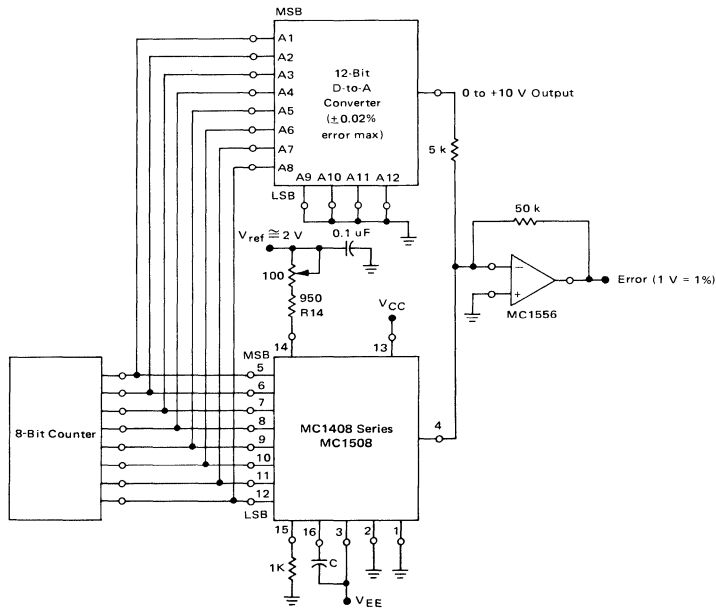 MSB
A1
A2
A3
A4
A5
A6
A7
A8
12-Bit
D-to-A
Converter
(±0.02%
error max)
A9 A10 A11 A12
LSB
0 to +10 V Output
5 k
50 k
Vref ≅ 2 V
0.1 uF
100
950
R14
VCC
Error (1 V = 1%)
MC1556
−
+
14
13
MSB
5
6
7
8
9
10
11
12
LSB
8-Bit Counter
MC1408 Series
MC1508
4
15 16 3 2 1
1K
C
VEE